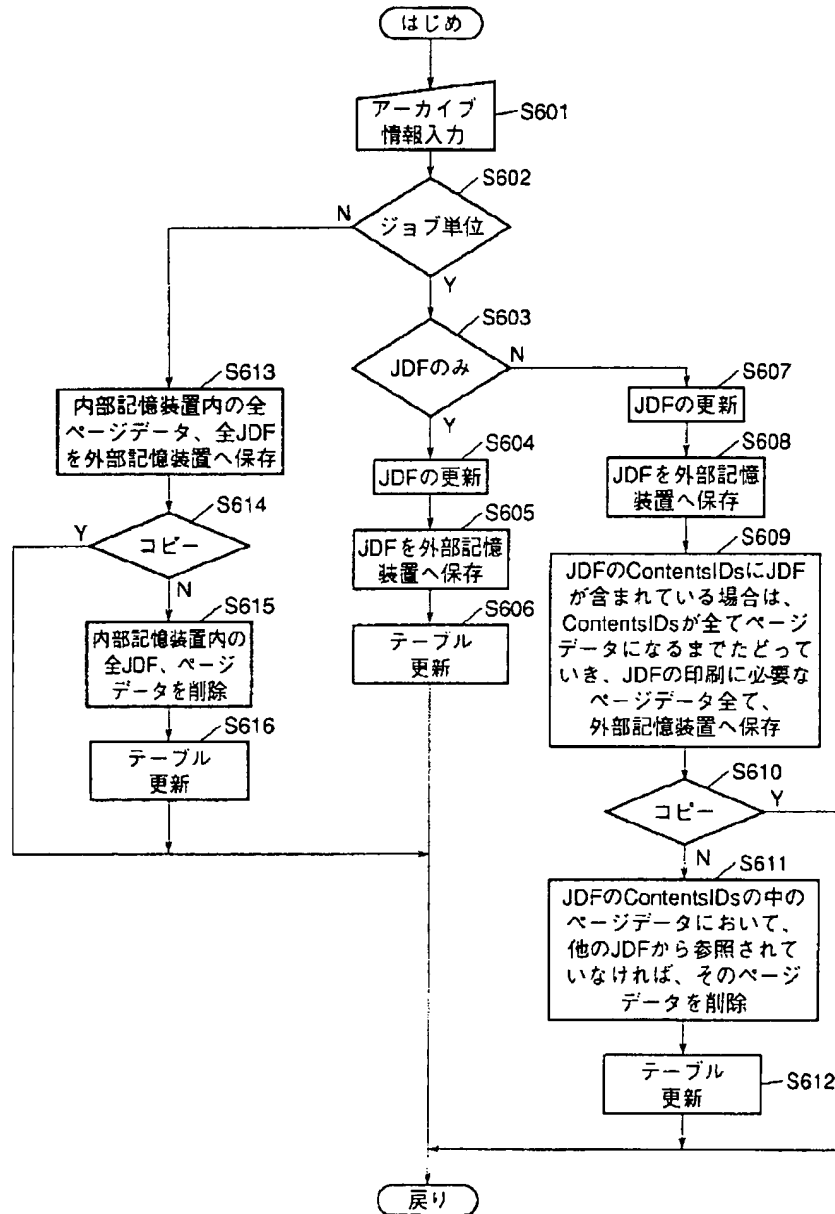 はじめ
アーカイブ
情報入力
S601
S602
ジョブ単位
N
Y
S603
JDFのみ
N
Y
S613
内部記憶装置内の全
ページデータ、全JDF
を外部記憶装置へ保存
S614
コピー
Y
N
S615
内部記憶装置内の
全JDF、ページ
データを削除
S616
テーブル
更新
S604
JDFの更新
S605
JDFを外部記憶
装置へ保存
S606
テーブル
更新
S607
JDFの更新
S608
JDFを外部記憶
装置へ保存
S609
JDFのContentsIDsにJDF
が含まれている場合は、
ContentsIDsが全てページ
データになるまでたどって
いき、JDFの印刷に必要な
ページデータ全て、
外部記憶装置へ保存
S610
コピー
Y
N
S611
JDFのContentsIDsの中の
ページデータにおいて、
他のJDFから参照されて
いなければ、そのページ
データを削除
テーブル
更新
S612
戻り